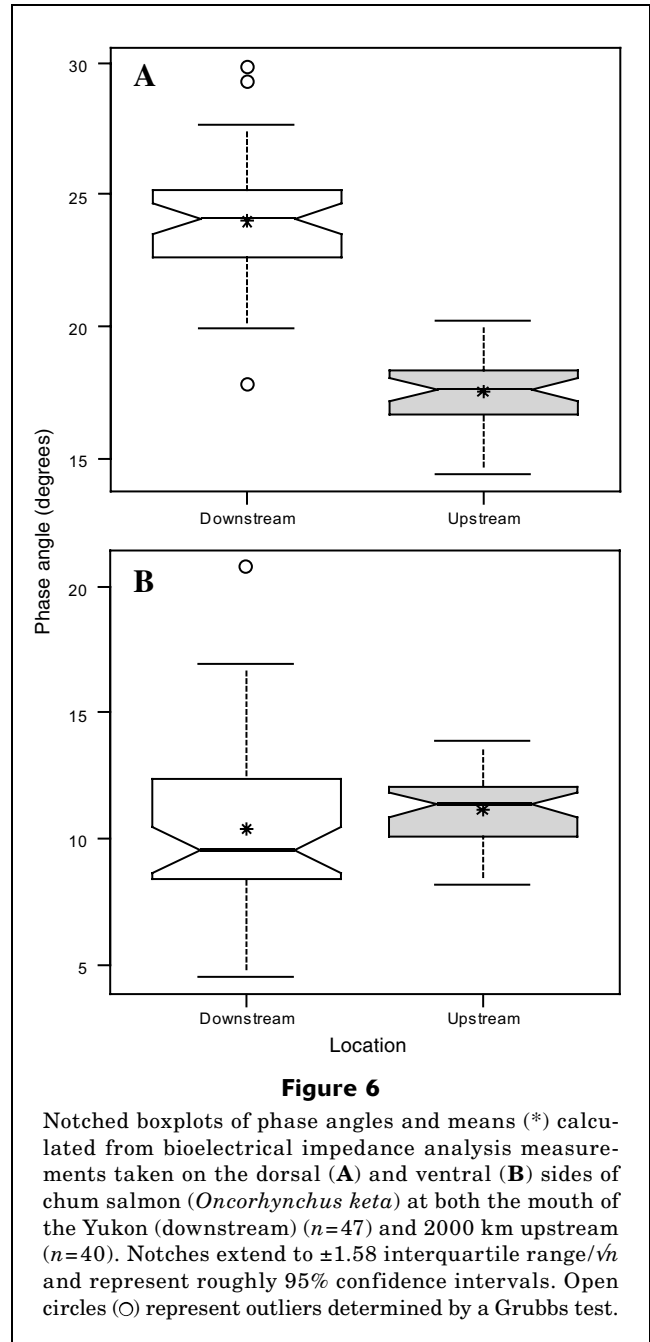 A
30
25
20
15
Downstream Upstream
Phase angle (degrees)
B
20
15
10
5
Downstream Upstream
Location
Figure 6
Notched boxplots of phase angles and means (*) calcu-
lated from bioelectrical impedance analysis measure-
ments taken on the dorsal (A) and ventral (B) sides of
chum salmon (Oncorhynchus keta) at both the mouth of
the Yukon (downstream) (n=47) and 2000 km upstream
(n=40). Notches extend to ±1.58 interquartile range/√n
and represent roughly 95% confidence intervals. Open
circles (○) represent outliers determined by a Grubbs test.